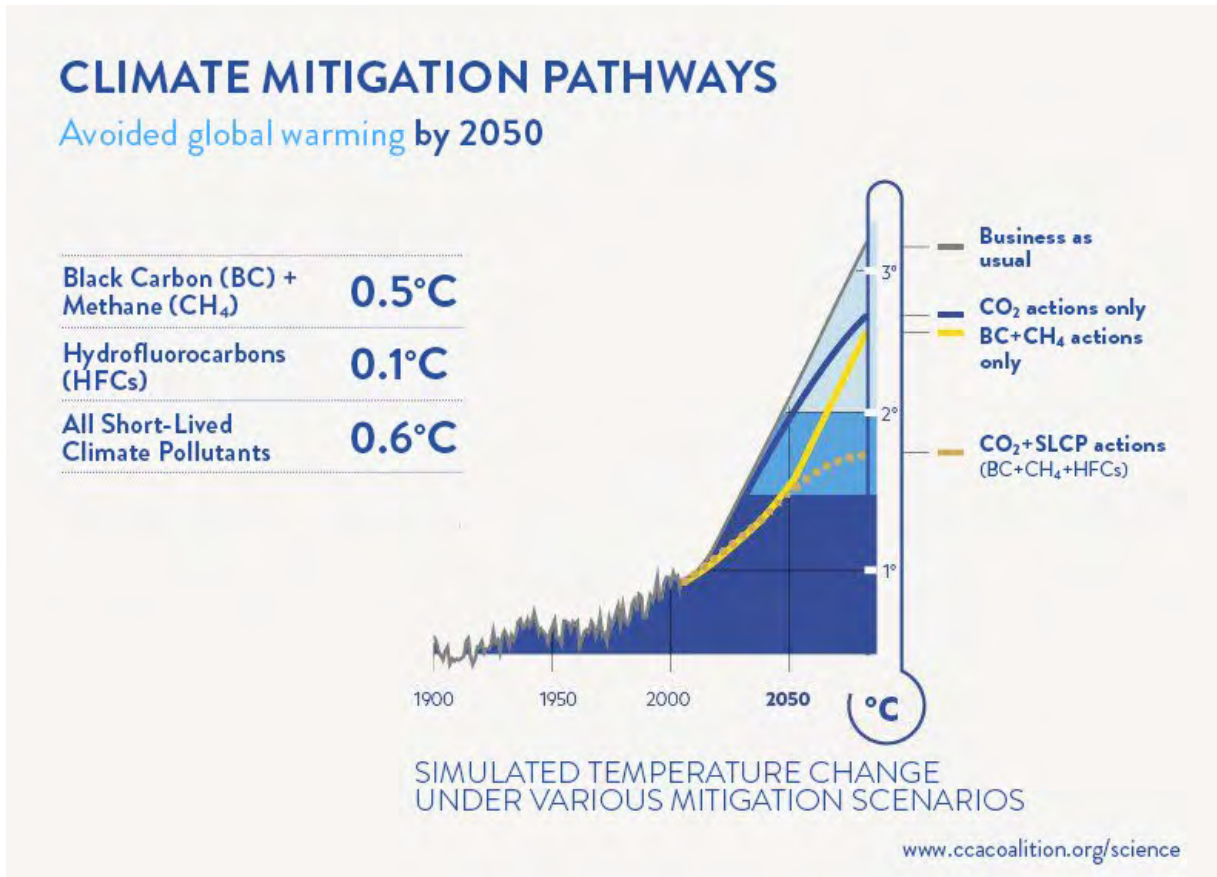 CLIMATE MITIGATION PATHWAYS
Avoided global warming by 2050
Black Carbon (BC) +
Methane (CH₄)
0.5°C
Hydrofluorocarbons
(HFCs)
0.1°C
All Short-Lived
Climate Pollutants
0.6°C
Business as
usual
3°
CO₂ actions only
BC+CH₄ actions
only
2°
CO₂+SLCP actions
(BC+CH₄+HFCs)
1°
1900
1950
2000
2050
°C
SIMULATED TEMPERATURE CHANGE
UNDER VARIOUS MITIGATION SCENARIOS
www.ccacoalition.org/science